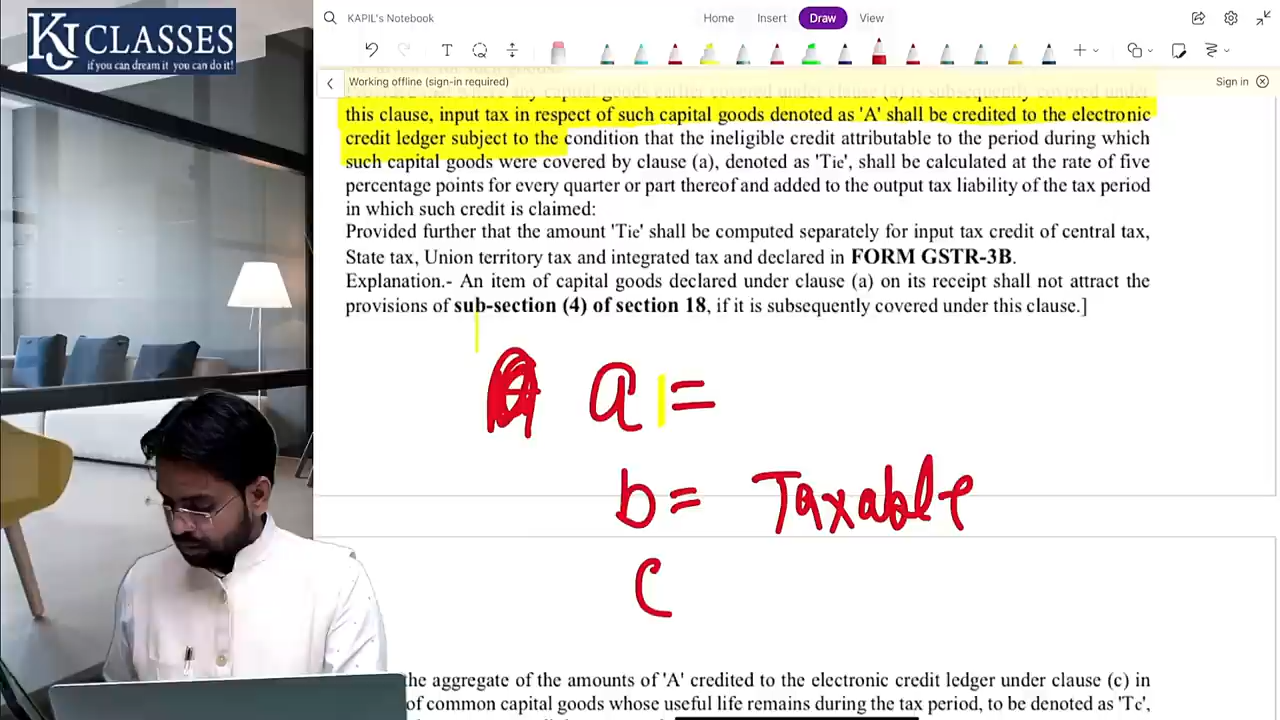 KJ CLASSES
if you can dream it you can do it!
KAPIL's Notebook
Home Insert Draw View
Working offline (sign-in required)
Sign in
this clause, input tax in respect of such capital goods denoted as 'A' shall be credited to the electronic
credit ledger subject to the condition that the ineligible credit attributable to the period during which
such capital goods were covered by clause (a), denoted as 'Tie', shall be calculated at the rate of five
percentage points for every quarter or part thereof and added to the output tax liability of the tax period
in which such credit is claimed:
Provided further that the amount 'Tie' shall be computed separately for input tax credit of central tax,
State tax, Union territory tax and integrated tax and declared in FORM GSTR-3B.
Explanation.- An item of capital goods declared under clause (a) on its receipt shall not attract the
provisions of sub-section (4) of section 18, if it is subsequently covered under this clause.]
a =
b = Taxable
C
the aggregate of the amounts of 'A' credited to the electronic credit ledger under clause (c) in
of common capital goods whose useful life remains during the tax period, to be denoted as 'Tc',